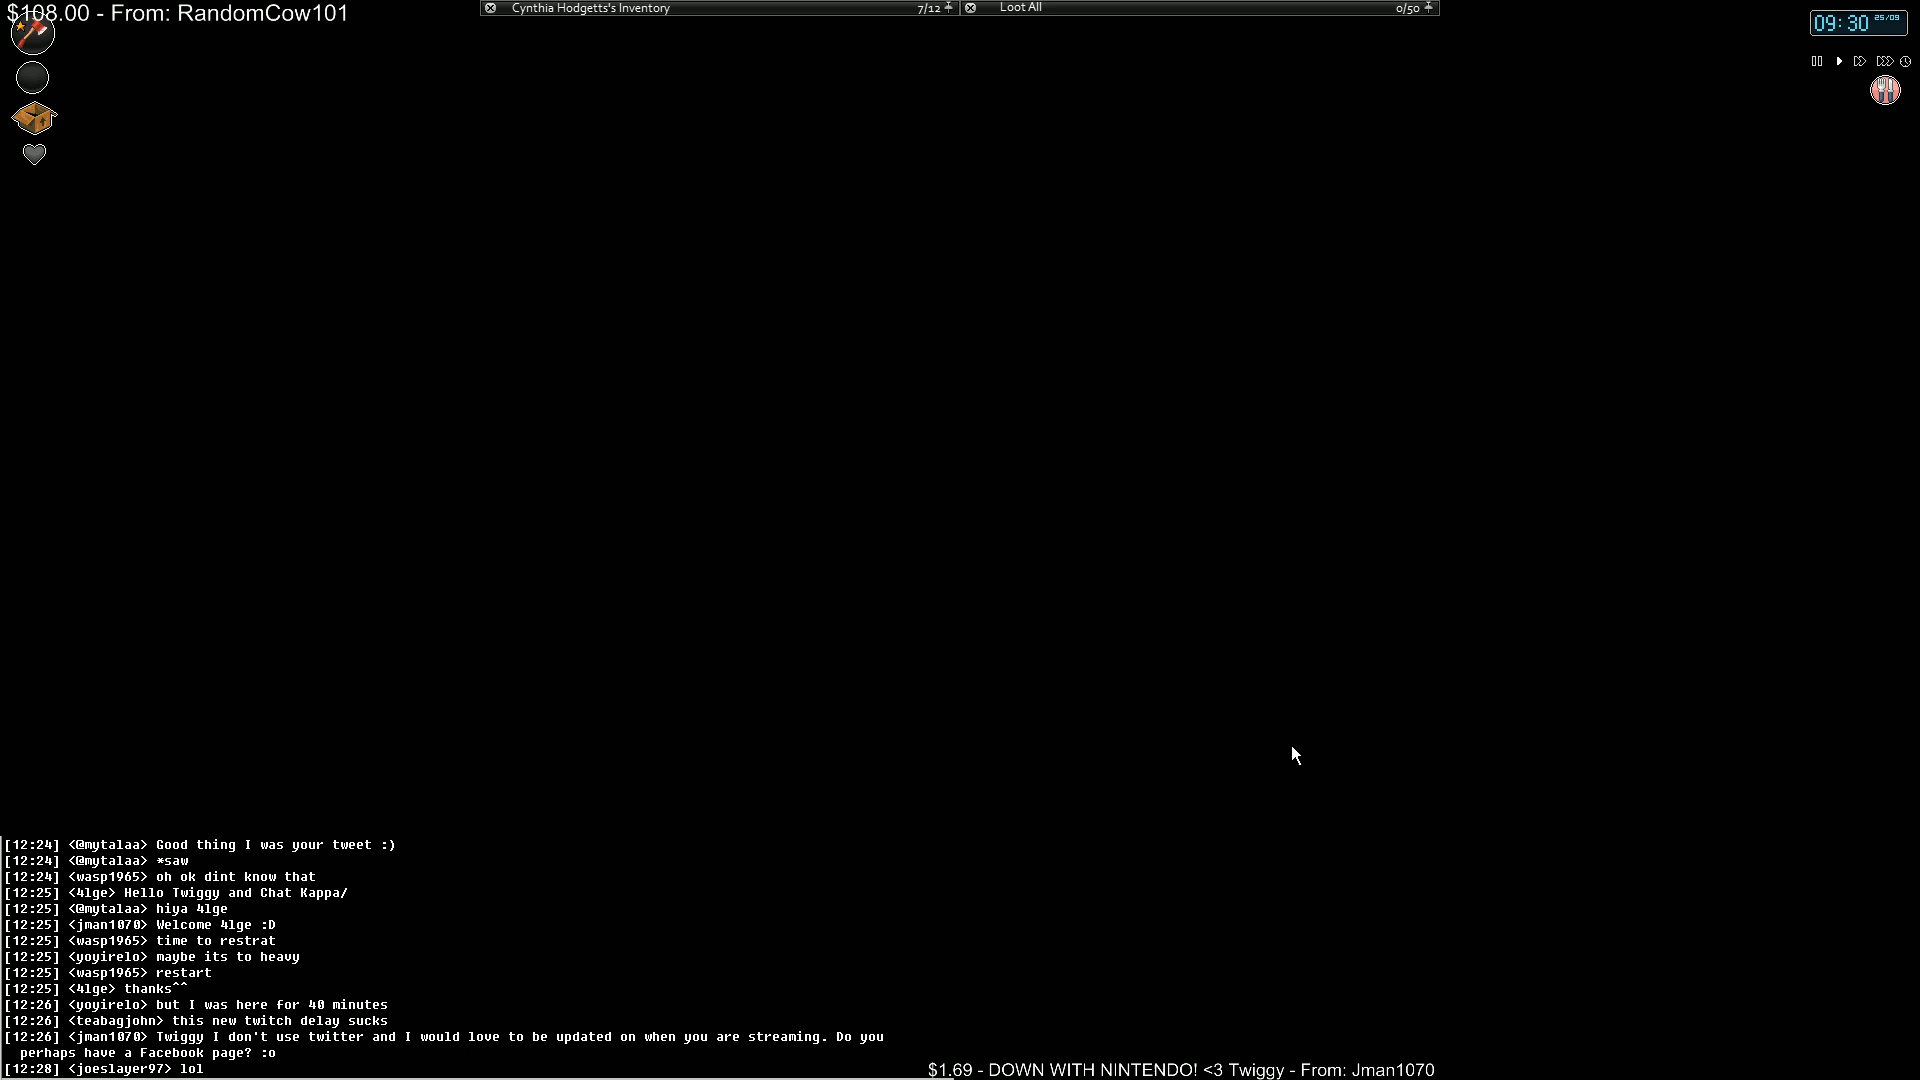 $108.00 - From: RandomCow101
Cynthia Hodgetts's Inventory 7/12
Loot All 0/50
09:30 25/09
[12:24] <@mytalaa> Good thing I was your tweet :)
[12:24] <@mytalaa> *saw
[12:24] <wasp1965> oh ok dint know that
[12:25] <4lge> Hello Twiggy and Chat Kappa/
[12:25] <@mytalaa> hiya 4lge
[12:25] <jman1070> Welcome 4lge :D
[12:25] <wasp1965> time to restrat
[12:25] <yoyirelo> maybe its to heavy
[12:25] <wasp1965> restart
[12:25] <4lge> thanks^^
[12:26] <yoyirelo> but I was here for 40 minutes
[12:26] <teabagjohn> this new twitch delay sucks
[12:26] <jman1070> Twiggy I don't use twitter and I would love to be updated on when you are streaming. Do you
perhaps have a Facebook page? :o
[12:28] <joeslayer97> lol
$1.69 - DOWN WITH NINTENDO! <3 Twiggy - From: Jman1070